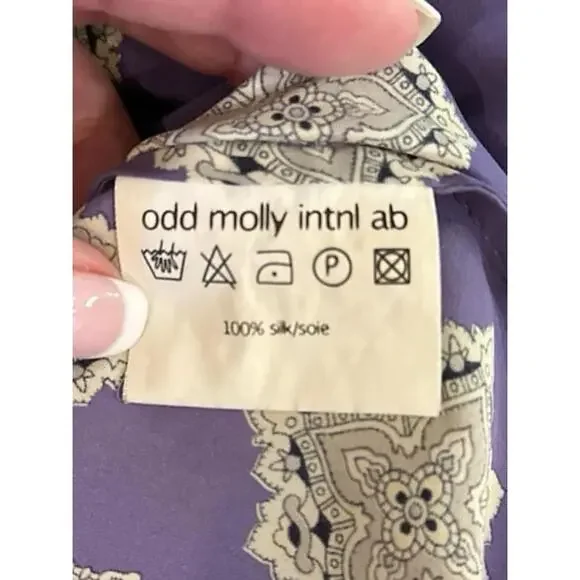 odd molly intnl ab
P
100% silk/soie